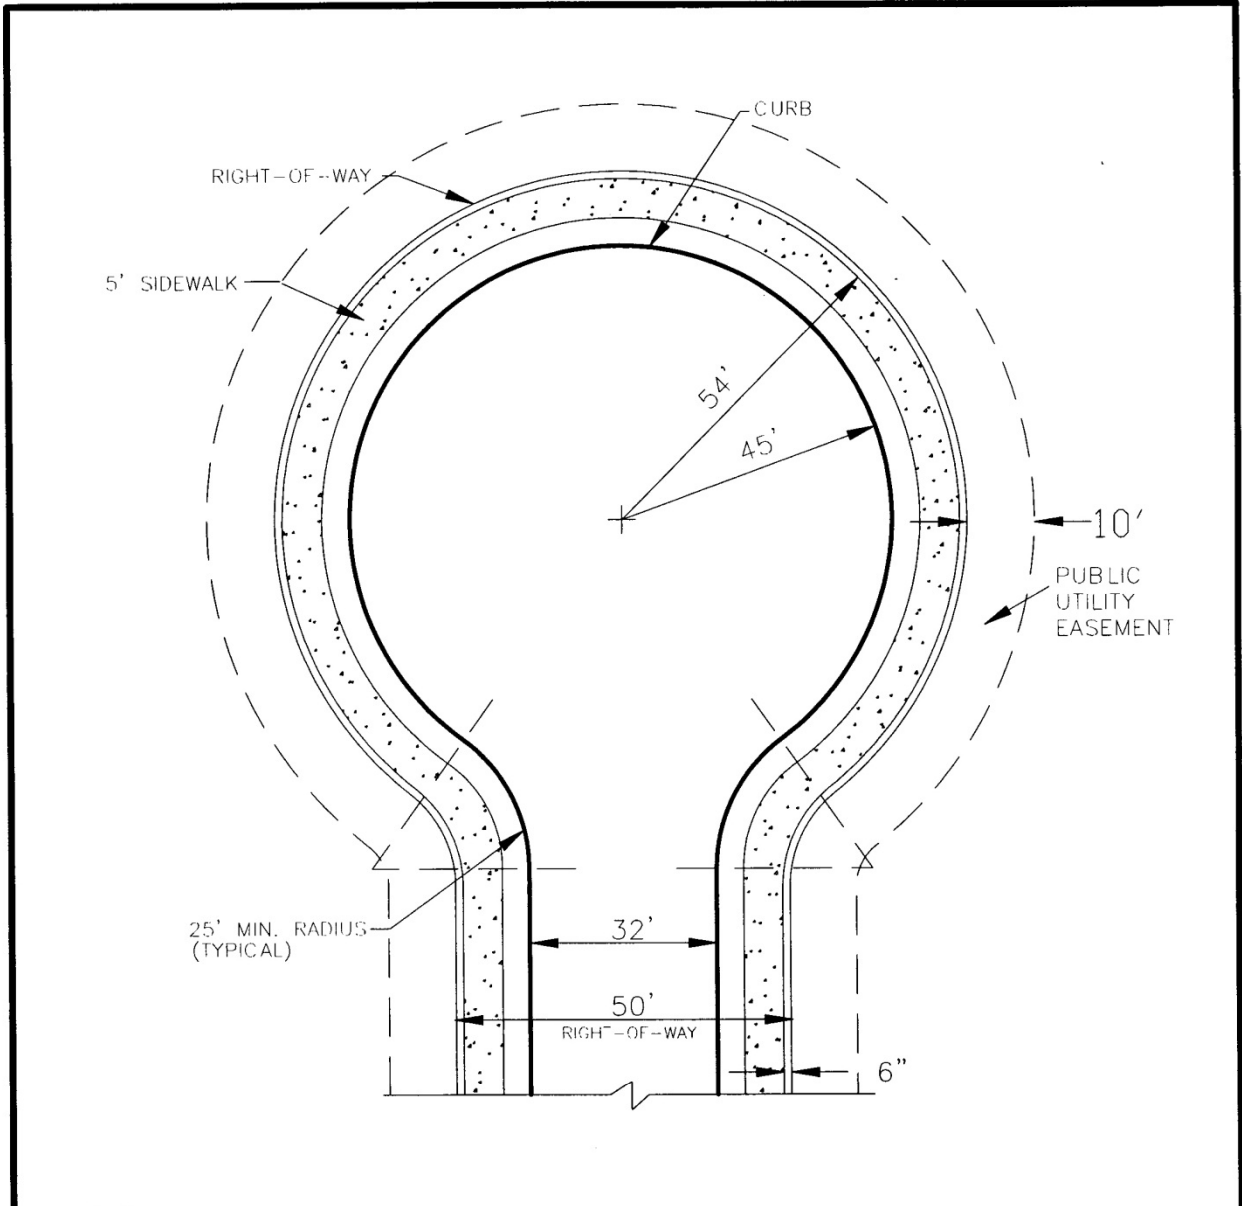 CURB
RIGHT-OF-WAY
5' SIDEWALK
54'
45'
10'
PUBLIC
UTILITY
EASEMENT
25' MIN. RADIUS
(TYPICAL)
32'
50'
RIGHT-OF-WAY
6"